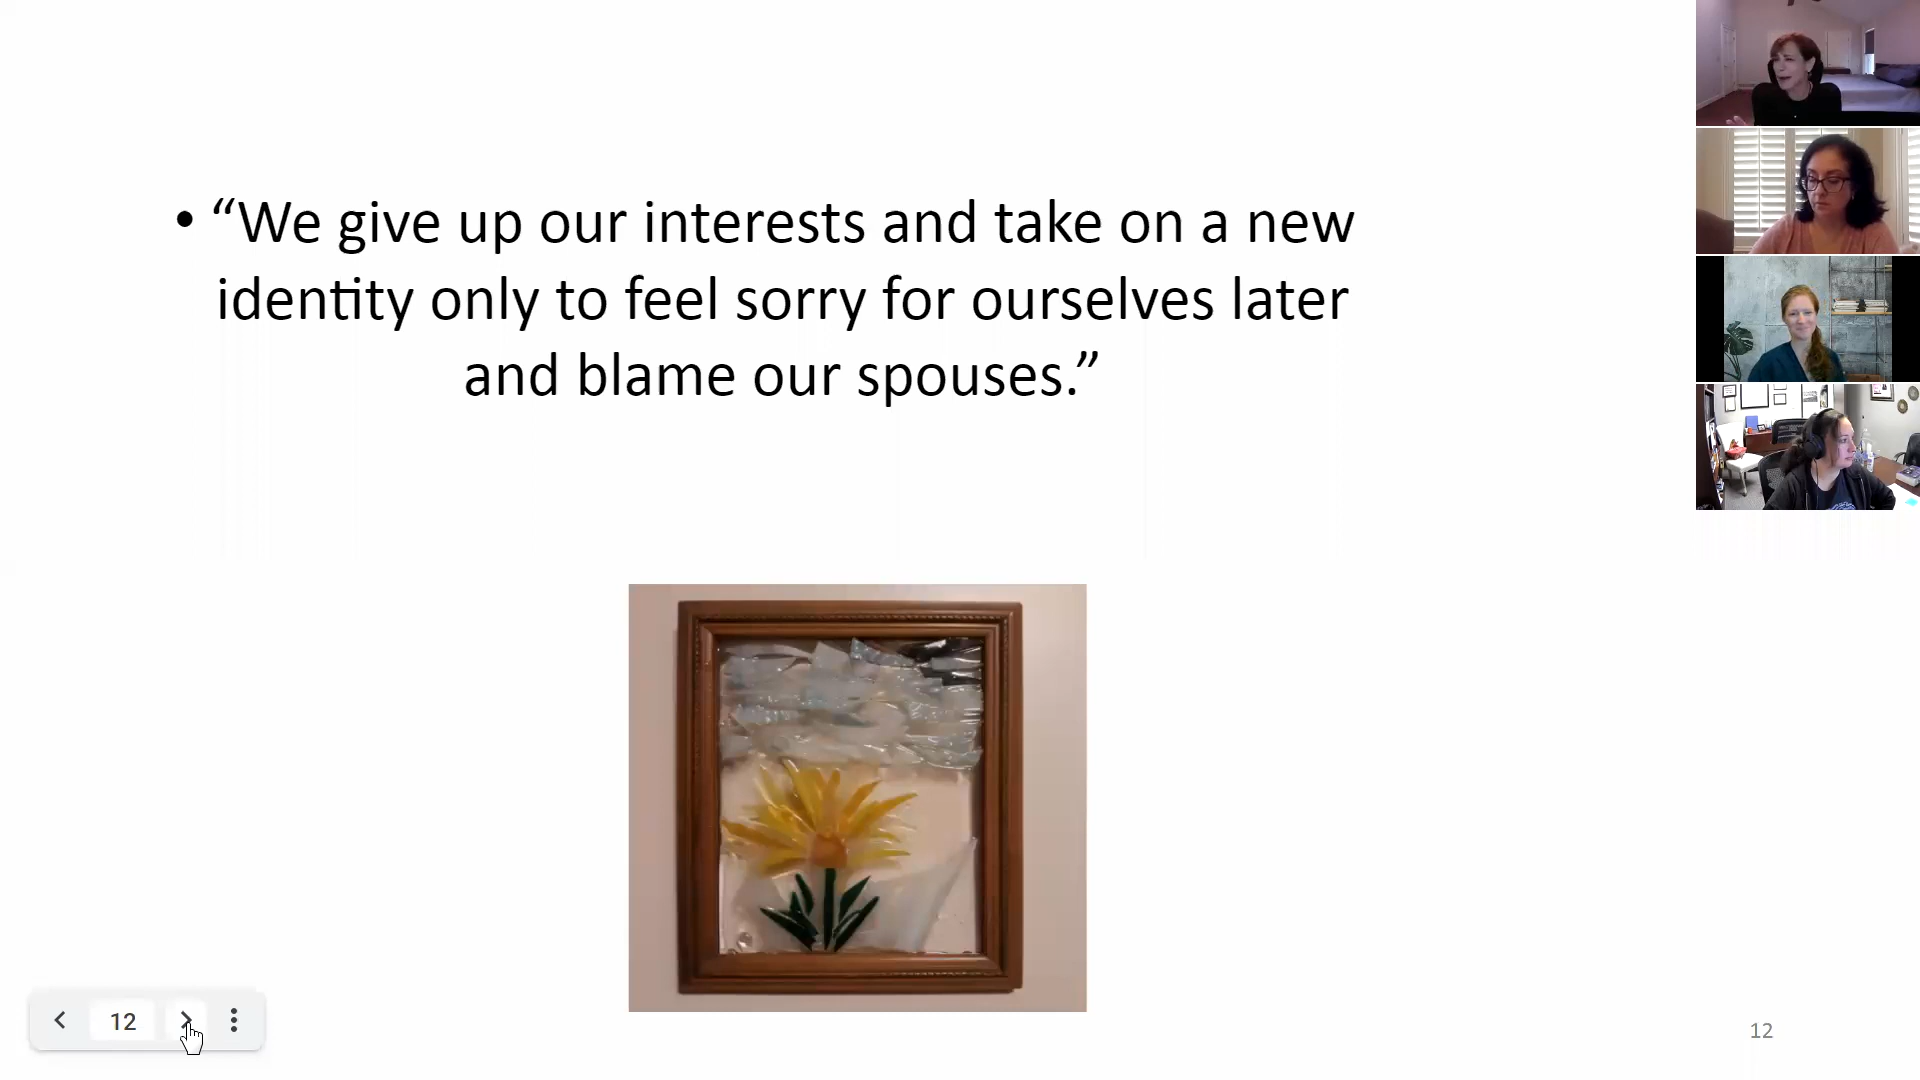 • “We give up our interests and take on a new
identity only to feel sorry for ourselves later
and blame our spouses.”
12
12